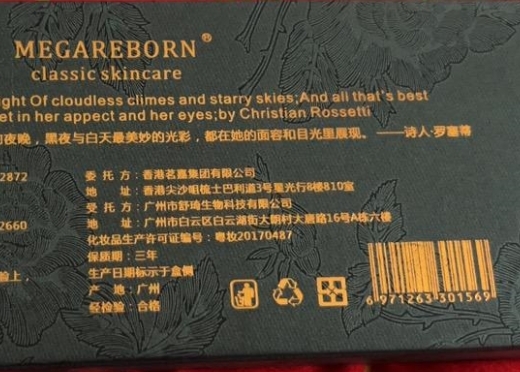 MEGAREBORN®
classic skincare
ght Of cloudless climes and starry skies;And all that's best
et in her appect and her eyes;by Christian Rossetti
夜晚，黑夜与白天最美妙的光彩，都在她的面容和目光里展现。——诗人·罗塞蒂
2872
委 托 方：香港茗嘉集团有限公司
地 址：香港尖沙咀梳士巴利道3号星光行8楼810室
受 托 方：广州市舒琦生物科技有限公司
2660
地 址：广州市白云区白云湖街大朗村大唐路16号A栋六楼
化妆品生产许可证编号：粤妆20170487
保质期：三年
脸上，
生产日期标示于盒侧
产 地：广州
经检验：合格
6 971263 301569